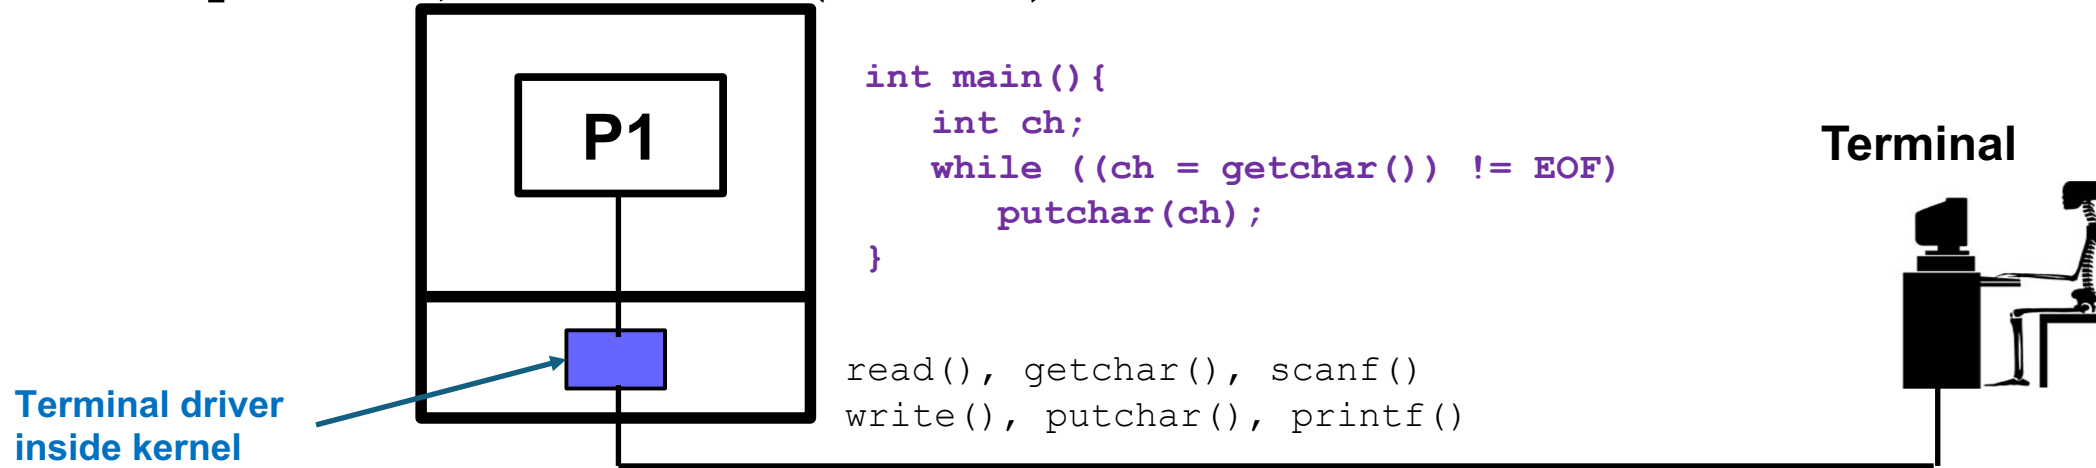 P1
int main(){
int ch;
while ((ch = getchar()) != EOF)
putchar(ch);
}
Terminal
read(), getchar(), scanf()
write(), putchar(), printf()
Terminal driver
inside kernel